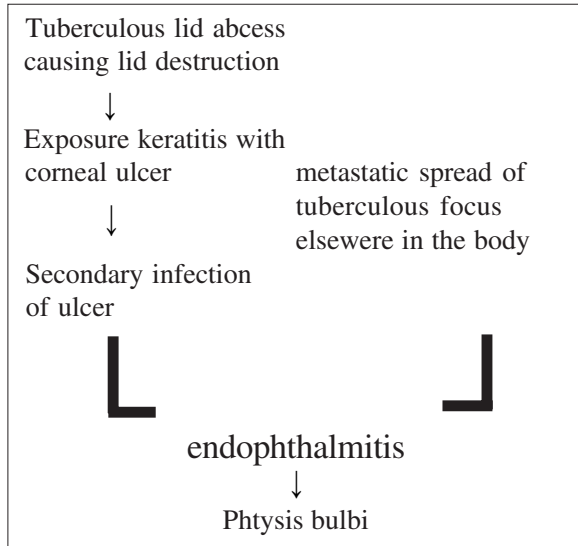 Tuberculous lid abcess
causing lid destruction
↓
Exposure keratitis with
corneal ulcer
↓
Secondary infection
of ulcer
metastatic spread of
tuberculous focus
elsewere in the body
endophthalmitis
↓
Phtysis bulbi